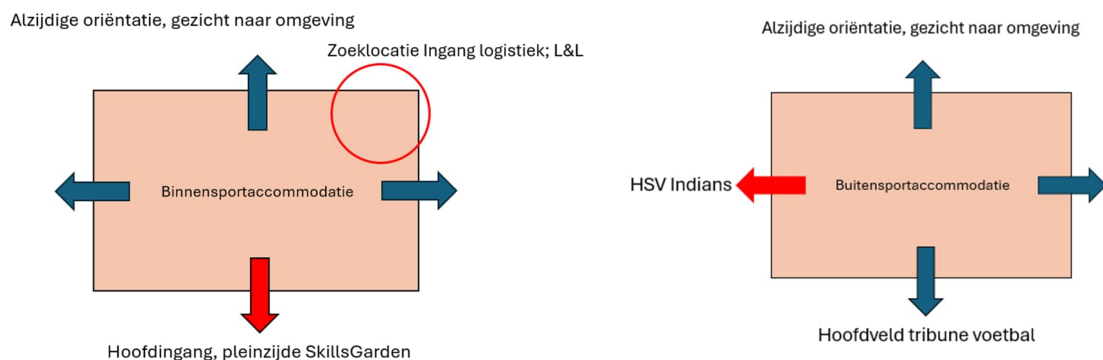 Alzijdige oriëntatie, gezicht naar omgeving
Zoeklocatie Ingang logistiek; L&L
Binnensportaccommodatie
Hoofdingang, pleinzijde SkillsGarden
Alzijdige oriëntatie, gezicht naar omgeving
HSV Indians
Buitensportaccommodatie
Hoofdveld tribune voetbal